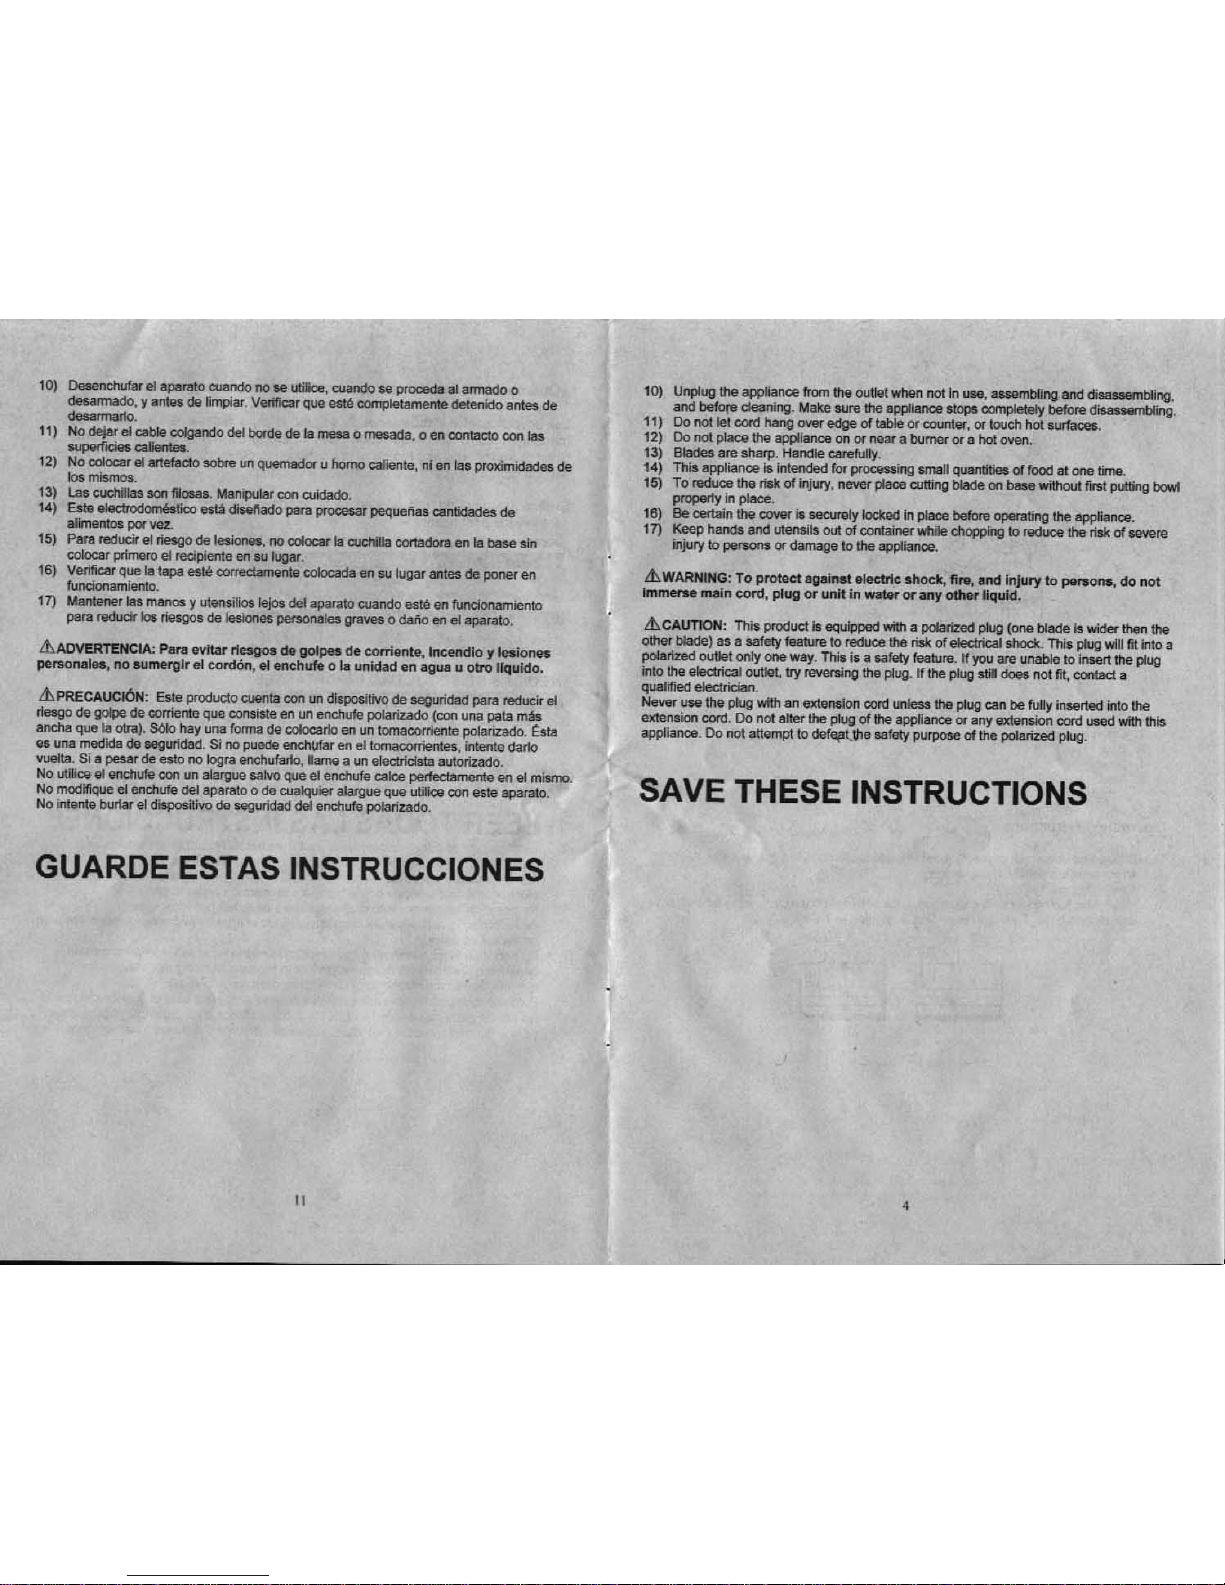 10) Desenchufar el aparato cuando no se utilice, cuando se proceda al armado o
desarmado, y antes de limpiar. Verificar que esté completamente detenido antes de
desarmarlo.
11) No dejar el cable colgando del borde de la mesa o mesada, o en contacto con las
superficies calientes.
12) No colocar el artefacto sobre un quemador u horno caliente, ni en las proximidades de
los mismos.
13) Las cuchillas son filosas. Manipular con cuidado.
14) Este electrodoméstico está diseñado para procesar pequeñas cantidades de
alimentos por vez.
15) Para reducir el riesgo de lesiones, no colocar la cuchilla cortadora en la base sin
colocar primero el recipiente en su lugar.
16) Verificar que la tapa esté correctamente colocada en su lugar antes de poner en
funcionamiento.
17) Mantener las manos y utensilios lejos del aparato cuando esté en funcionamiento
para reducir los riesgos de lesiones personales graves o daño en el aparato.
⚠ADVERTENCIA: Para evitar riesgos de golpes de corriente, Incendio y lesiones
personales, no sumergir el cordón, el enchufe o la unidad en agua u otro líquido.
⚠PRECAUCIÓN: Este producto cuenta con un dispositivo de seguridad para reducir el
riesgo de golpe de corriente que consiste en un enchufe polarizado (con una pata más
ancha que la otra). Sólo hay una forma de colocarlo en un tomacorriente polarizado. Ésta
es una medida de seguridad. Si no puede enchufar en el tomacorrientes, intente darlo
vuelta. Si a pesar de esto no logra enchufarlo, llame a un electricista autorizado.
No utilice el enchufe con un alargue salvo que el enchufe calce perfectamente en el mismo.
No modifique el enchufe del aparato o de cualquier alargue que utilice con este aparato.
No intente burlar el dispositivo de seguridad del enchufe polarizado.
GUARDE ESTAS INSTRUCCIONES
11
10) Unplug the appliance from the outlet when not in use, assembling and disassembling,
and before cleaning. Make sure the appliance stops completely before disassembling.
11) Do not let cord hang over edge of table or counter, or touch hot surfaces.
12) Do not place the appliance on or near a burner or a hot oven.
13) Blades are sharp. Handle carefully.
14) This appliance is intended for processing small quantities of food at one time.
15) To reduce the risk of injury, never place cutting blade on base without first putting bowl
properly in place.
16) Be certain the cover is securely locked in place before operating the appliance.
17) Keep hands and utensils out of container while chopping to reduce the risk of severe
injury to persons or damage to the appliance.
⚠WARNING: To protect against electric shock, fire, and injury to persons, do not
immerse main cord, plug or unit in water or any other liquid.
⚠CAUTION: This product is equipped with a polarized plug (one blade is wider then the
other blade) as a safety feature to reduce the risk of electrical shock. This plug will fit into a
polarized outlet only one way. This is a safety feature. If you are unable to insert the plug
into the electrical outlet, try reversing the plug. If the plug still does not fit, contact a
qualified electrician.
Never use the plug with an extension cord unless the plug can be fully inserted into the
extension cord. Do not alter the plug of the appliance or any extension cord used with this
appliance. Do not attempt to defeat the safety purpose of the polarized plug.
SAVE THESE INSTRUCTIONS
4